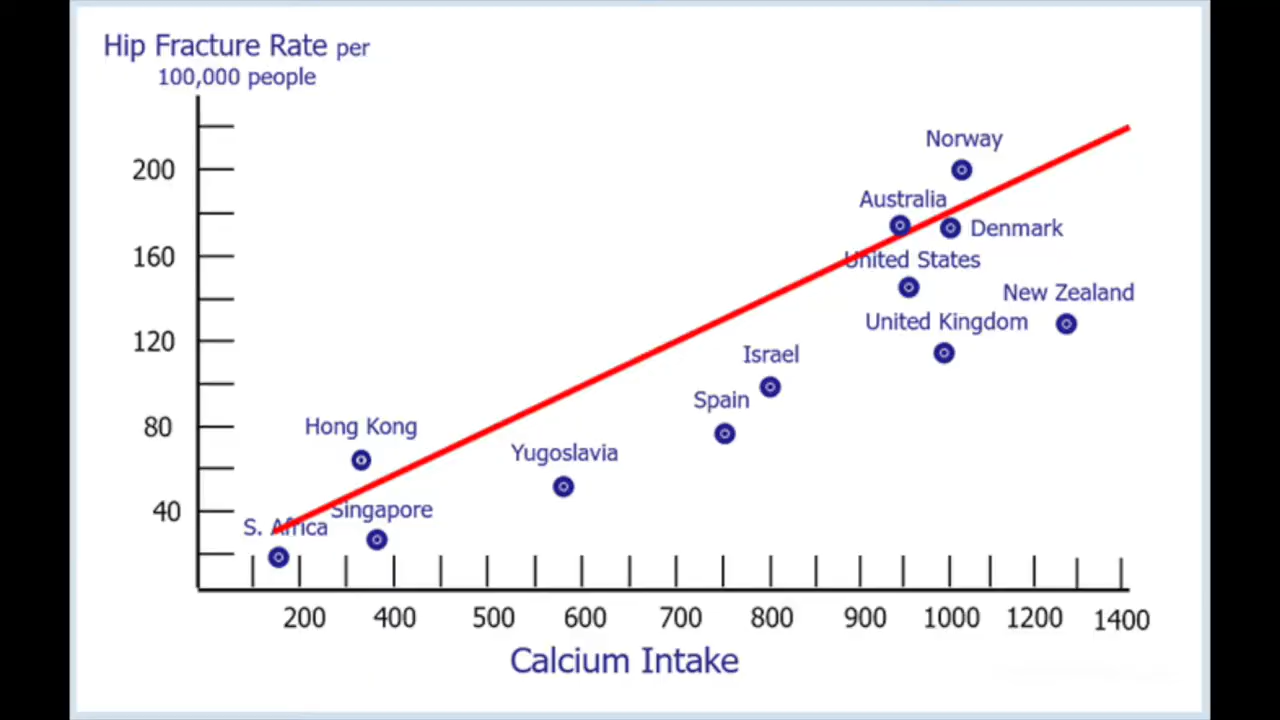 Hip Fracture Rate per
100,000 people
Norway
200
Australia
Denmark
160
United States
New Zealand
United Kingdom
120
Israel
Spain
80
Hong Kong
Yugoslavia
40
Singapore
S. Africa
200 400 500 600 700 800 900 1000 1200 1400
Calcium Intake